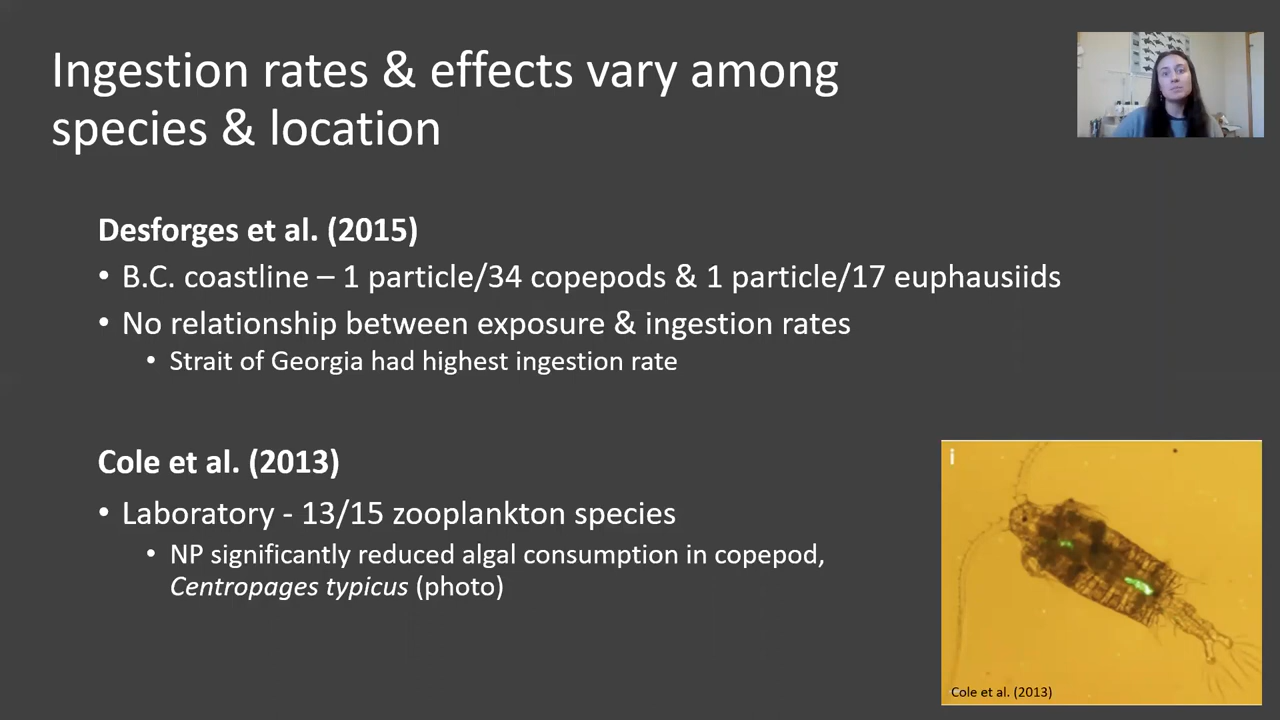 Ingestion rates & effects vary among
species & location
Desforges et al. (2015)
• B.C. coastline – 1 particle/34 copepods & 1 particle/17 euphausiids
• No relationship between exposure & ingestion rates
• Strait of Georgia had highest ingestion rate
Cole et al. (2013)
• Laboratory - 13/15 zooplankton species
• NP significantly reduced algal consumption in copepod,
Centropages typicus (photo)
i
Cole et al. (2013)